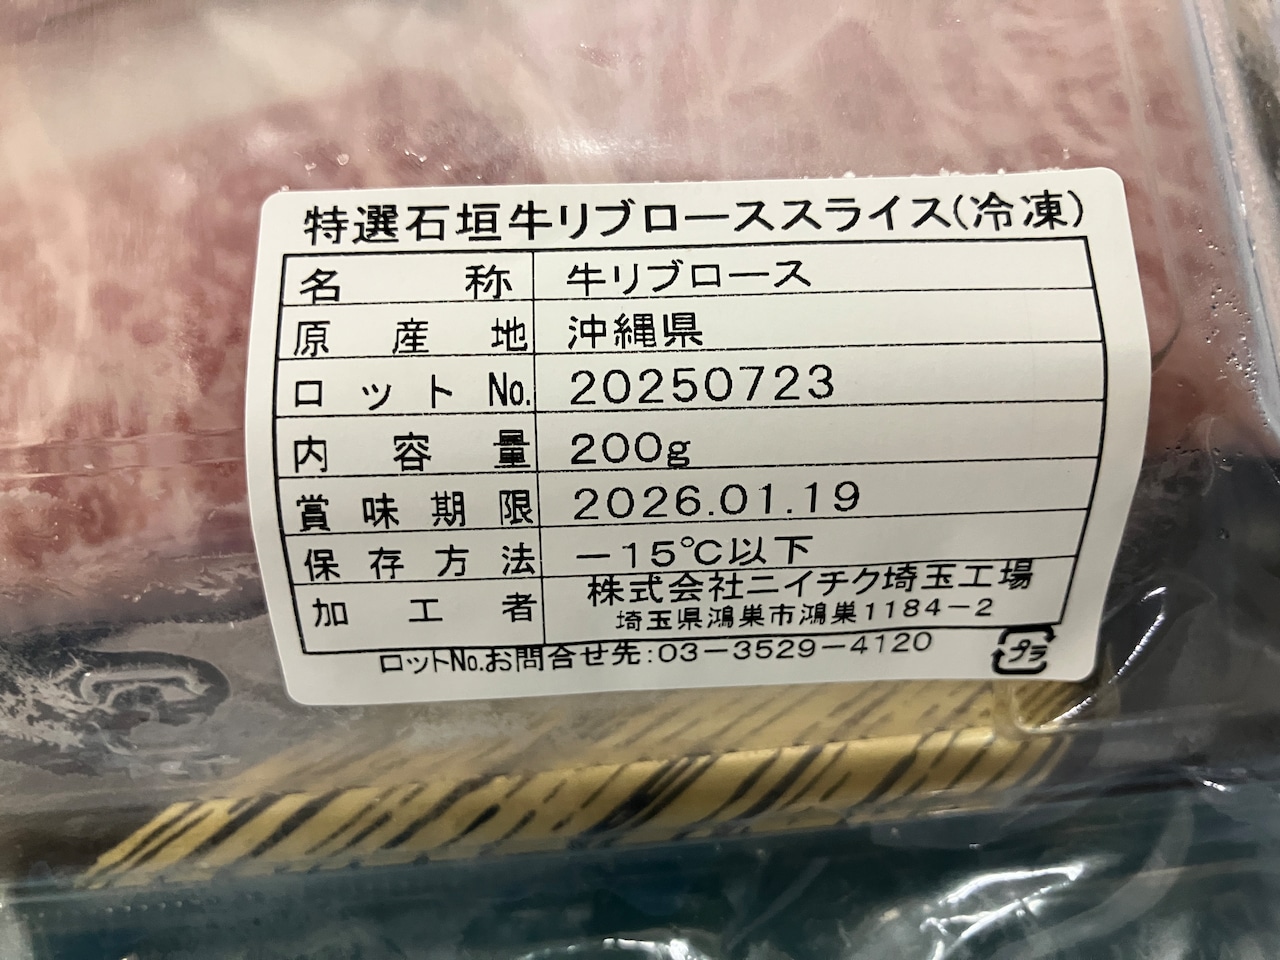 特選石垣牛リブローススライス(冷凍)
名称 牛リブロース
原産地 沖縄県
ロットNo. 20250723
内容量 200g
賞味期限 2026.01.19
保存方法 －15℃以下
加工者 株式会社ニイチク埼玉工場
埼玉県鴻巣市鴻巣1184－2
ロットNo.お問合せ先:03－3529－4120
プラ